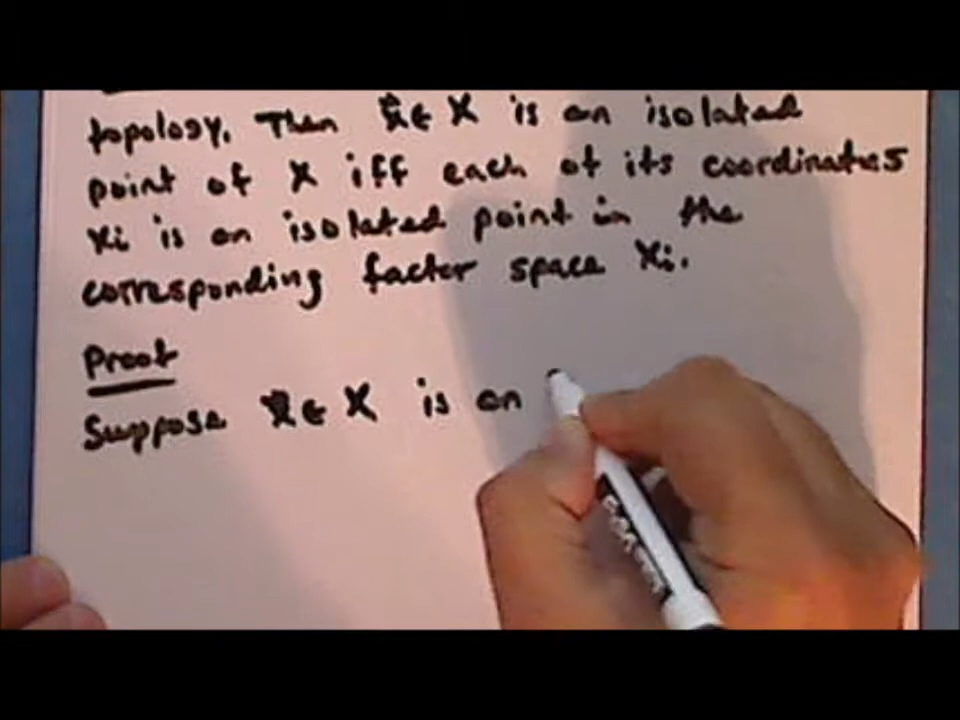 topology. Then x̃ ∈ X is an isolated
point of X iff each of its coordinates
xi is an isolated point in the
corresponding factor space Xi.
Proof
Suppose x̃ ∈ X is an